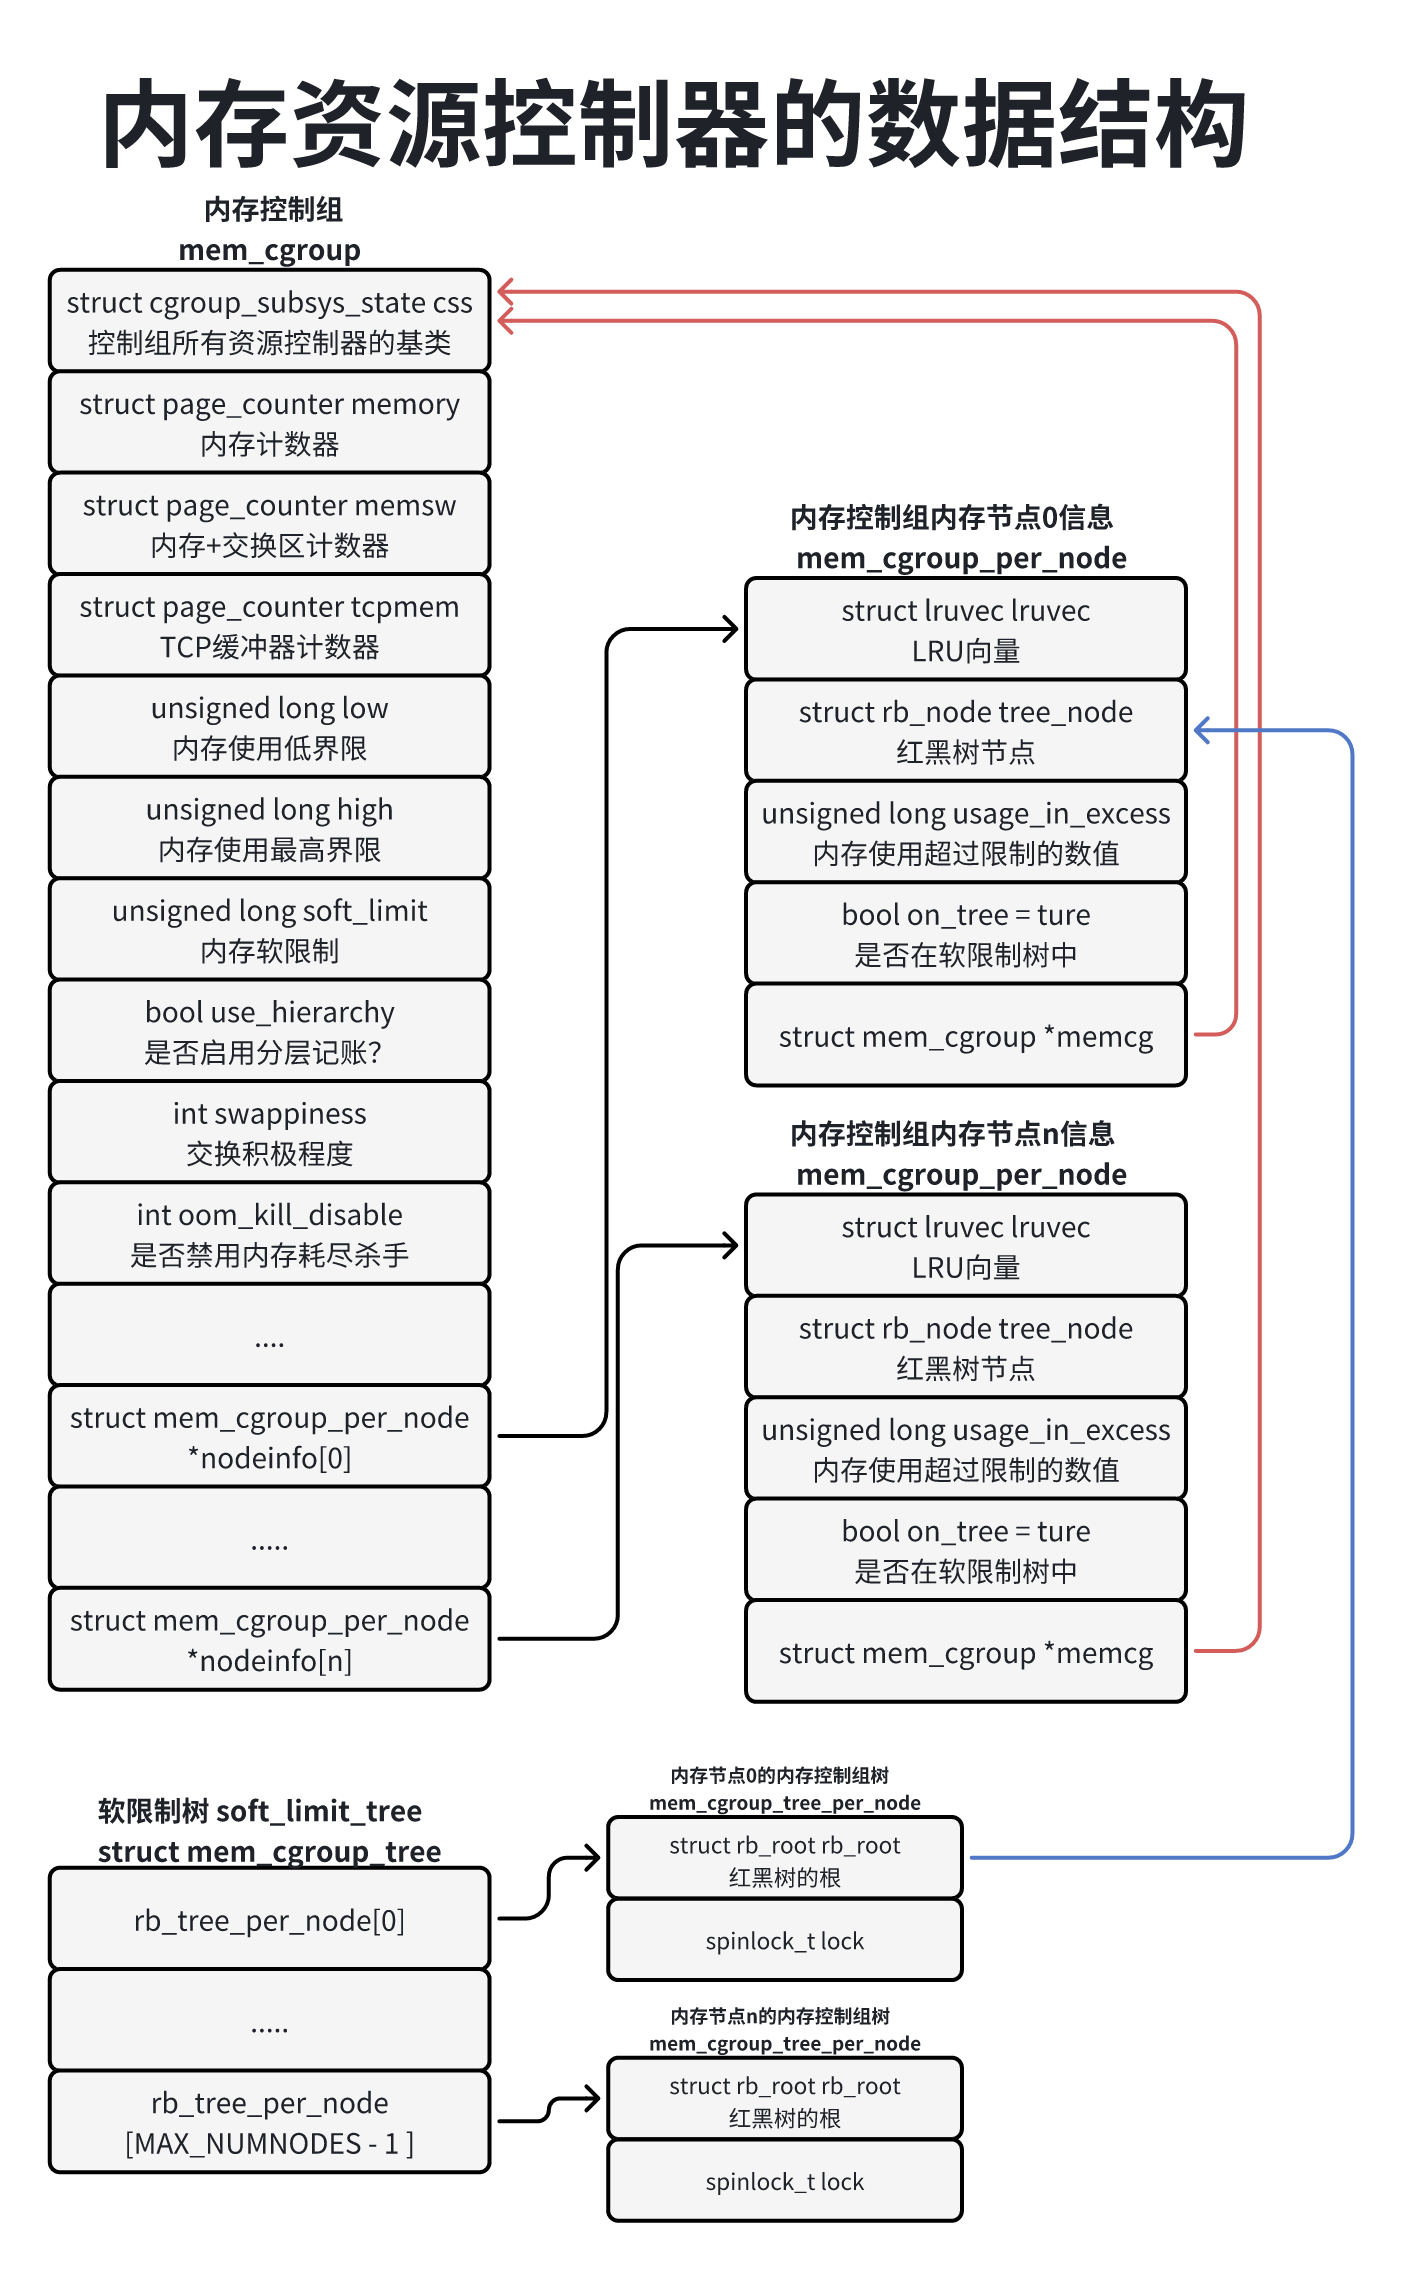 内存资源控制器的数据结构
内存控制组
mem_cgroup
struct cgroup_subsys_state css
控制组所有资源控制器的基类
struct page_counter memory
内存计数器
struct page_counter memsw
内存+交换区计数器
struct page_counter tcpmem
TCP缓冲器计数器
unsigned long low
内存使用低界限
unsigned long high
内存使用最高界限
unsigned long soft_limit
内存软限制
bool use_hierarchy
是否启用分层记账？
int swappiness
交换积极程度
int oom_kill_disable
是否禁用内存耗尽杀手
....
struct mem_cgroup_per_node
*nodeinfo[0]
.....
struct mem_cgroup_per_node
*nodeinfo[n]
内存控制组内存节点0信息
mem_cgroup_per_node
struct lruvec lruvec
LRU向量
struct rb_node tree_node
红黑树节点
unsigned long usage_in_excess
内存使用超过限制的数值
bool on_tree = ture
是否在软限制树中
struct mem_cgroup *memcg
内存控制组内存节点n信息
mem_cgroup_per_node
struct lruvec lruvec
LRU向量
struct rb_node tree_node
红黑树节点
unsigned long usage_in_excess
内存使用超过限制的数值
bool on_tree = ture
是否在软限制树中
struct mem_cgroup *memcg
软限制树 soft_limit_tree
struct mem_cgroup_tree
rb_tree_per_node[0]
.....
rb_tree_per_node
[MAX_NUMNODES - 1 ]
内存节点0的内存控制组树
mem_cgroup_tree_per_node
struct rb_root rb_root
红黑树的根
spinlock_t lock
内存节点n的内存控制组树
mem_cgroup_tree_per_node
struct rb_root rb_root
红黑树的根
spinlock_t lock